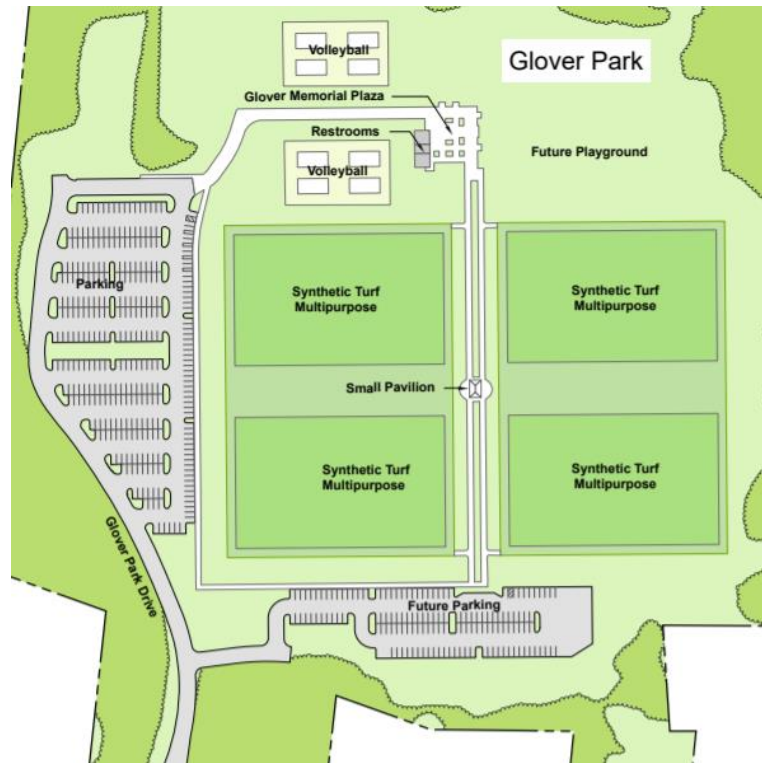 Volleyball
Glover Park
Glover Memorial Plaza
Restrooms
Future Playground
Volleyball
Parking
Synthetic Turf
Multipurpose
Synthetic Turf
Multipurpose
Small Pavilion
Synthetic Turf
Multipurpose
Synthetic Turf
Multipurpose
Glover Park Drive
Future Parking